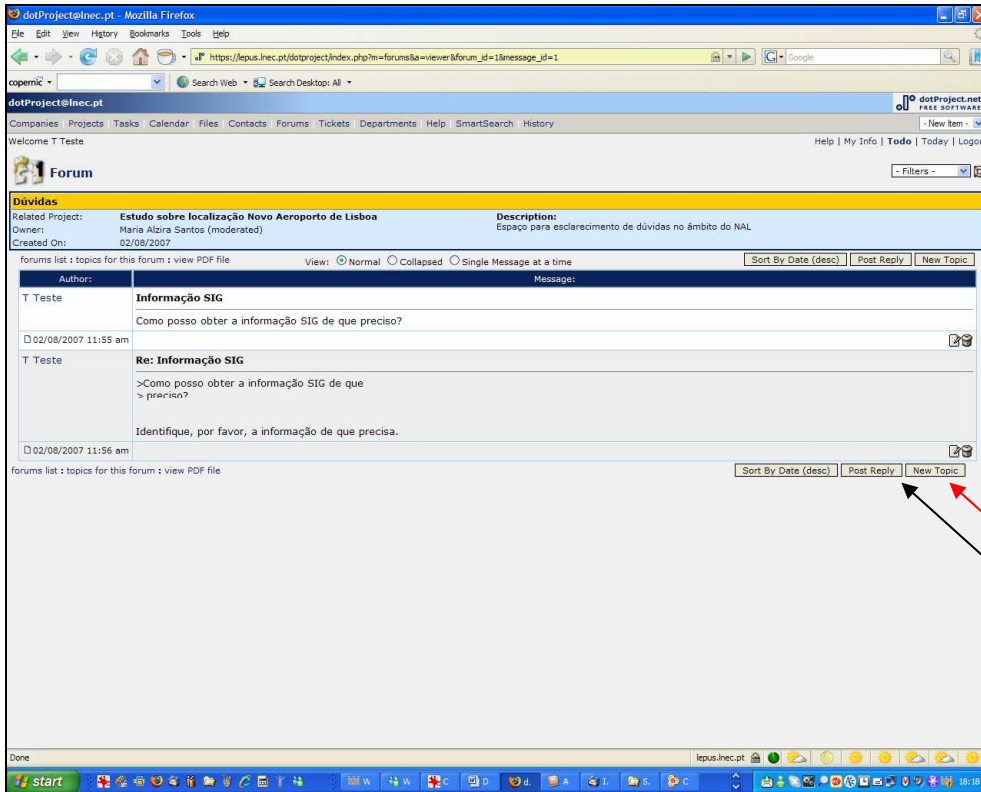 dotProject@lnec.pt - Mozilla Firefox
File Edit View History Bookmarks Tools Help
https://lepus.lnec.pt/dotproject/index.php?m=forums&a=viewer&forum_id=1&message_id=1
G Google
copernic Search Web Search Desktop: All
dotProject@lnec.pt
dotProject.net
FREE SOFTWARE
Companies Projects Tasks Calendar Files Contacts Forums Tickets Departments Help SmartSearch History
- New Item -
Welcome T Teste
Help | My Info | Todo | Today |
Forum
- Filters -
Dúvidas
Related Project: Estudo sobre localização Novo Aeroporto de Lisboa
Description:
Owner: Maria Alzira Santos (moderated)
Espaço para esclarecimento de dúvidas no âmbito do NAL
Created On: 02/08/2007
forums list : topics for this forum : view PDF file
View: Normal Collapsed Single Message at a time
Sort By Date (desc) Post Reply New Topic
Author: Message:
T Teste Informação SIG
Como posso obter a informação SIG de que preciso?
02/08/2007 11:55 am
T Teste Re: Informação SIG
>Como posso obter a informação SIG de que
> preciso?
Identifique, por favor, a informação de que precisa.
02/08/2007 11:56 am
forums list : topics for this forum : view PDF file
Sort By Date (desc) Post Reply New Topic
Done
lepus.lnec.pt
start W W C D d. A I. S. C 18:18